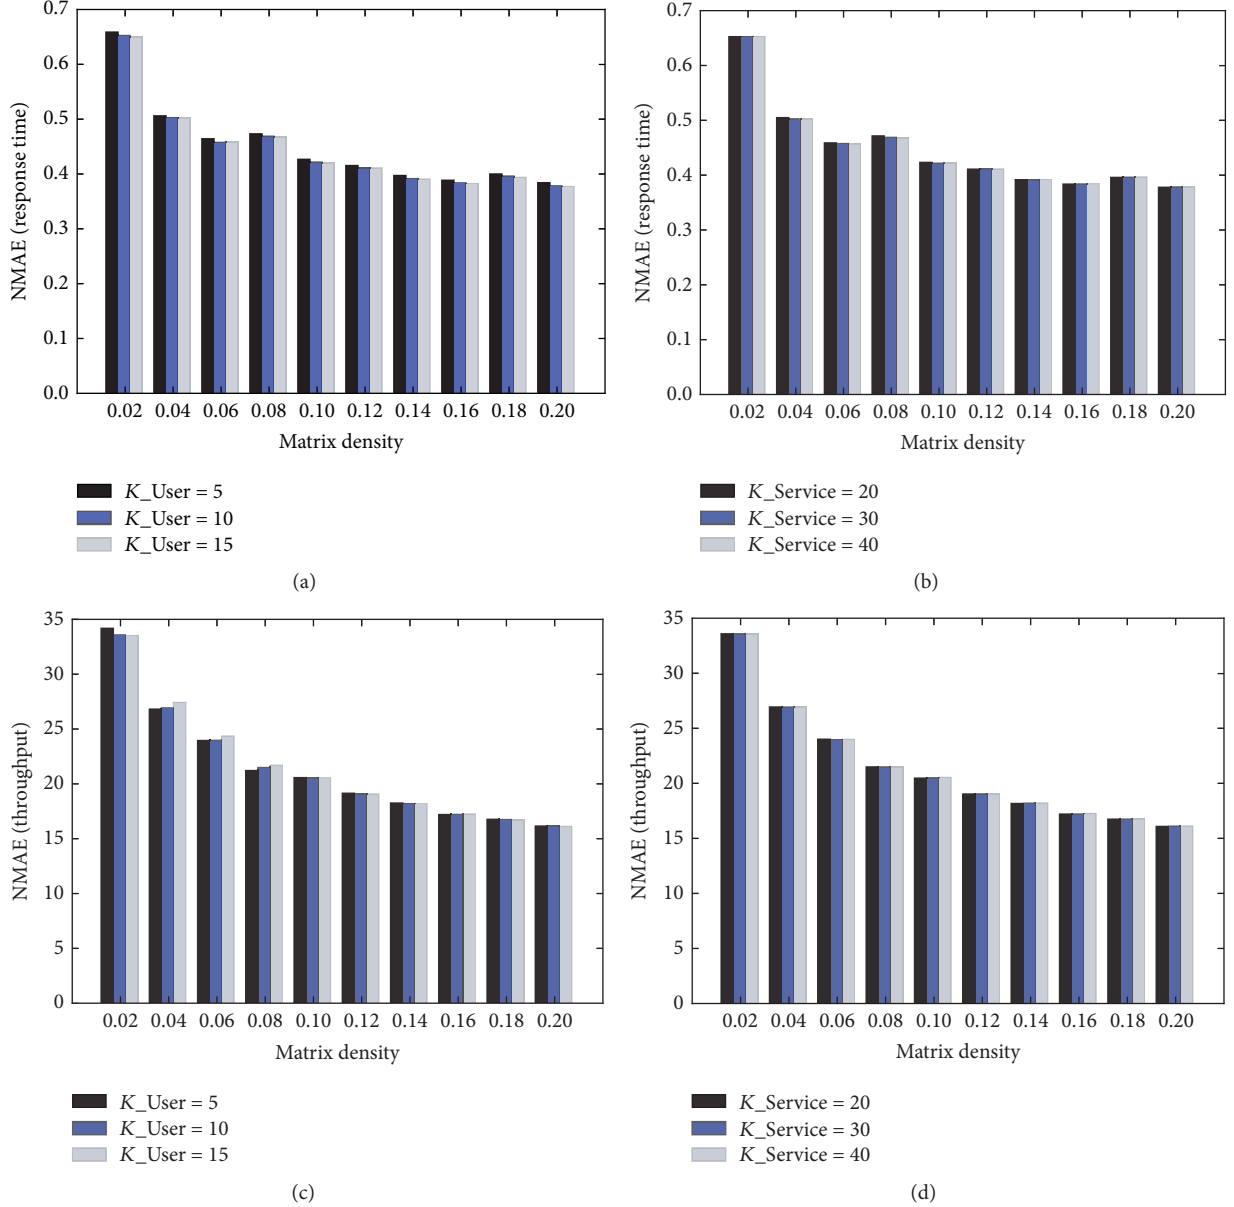 0.7
0.6
0.5
0.4
0.3
0.2
0.1
0.0
NMAE (response time)
0.02 0.04 0.06 0.08 0.10 0.12 0.14 0.16 0.18 0.20
Matrix density
K_User = 5
K_User = 10
K_User = 15
(a)
0.7
0.6
0.5
0.4
0.3
0.2
0.1
0.0
NMAE (response time)
0.02 0.04 0.06 0.08 0.10 0.12 0.14 0.16 0.18 0.20
Matrix density
K_Service = 20
K_Service = 30
K_Service = 40
(b)
35
30
25
20
15
10
5
0
NMAE (throughput)
0.02 0.04 0.06 0.08 0.10 0.12 0.14 0.16 0.18 0.20
Matrix density
K_User = 5
K_User = 10
K_User = 15
(c)
35
30
25
20
15
10
5
0
NMAE (throughput)
0.02 0.04 0.06 0.08 0.10 0.12 0.14 0.16 0.18 0.20
Matrix density
K_Service = 20
K_Service = 30
K_Service = 40
(d)